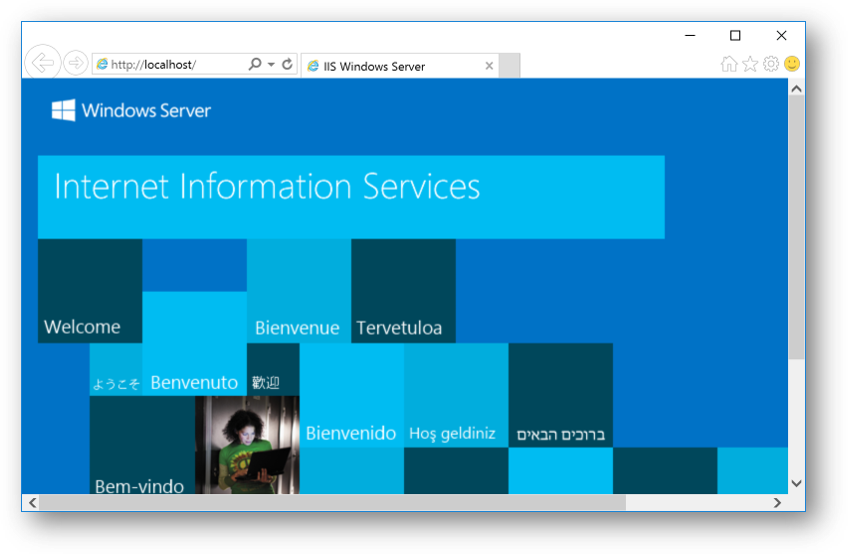 http://localhost/
IIS Windows Server
Windows Server
Internet Information Services
Welcome
Bienvenue
Tervetuloa
ようこそ
Benvenuto
歡迎
Bienvenido
Hoş geldiniz
ברוכים הבאים
Bem-vindo